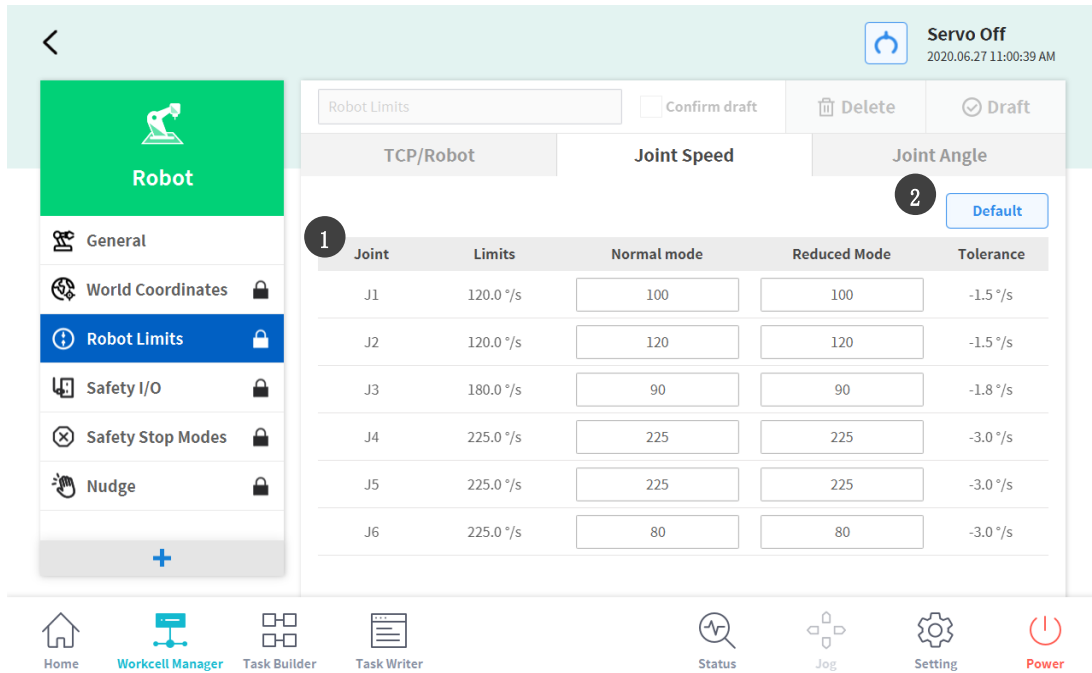 Servo Off
2020.06.27 11:00:39 AM
Robot
General
World Coordinates
Robot Limits
Safety I/O
Safety Stop Modes
Nudge
+
Robot Limits Confirm draft Delete Draft
TCP/Robot Joint Speed Joint Angle
2 Default
1
Joint Limits Normal mode Reduced Mode Tolerance
J1 120.0 °/s 100 100 -1.5 °/s
J2 120.0 °/s 120 120 -1.5 °/s
J3 180.0 °/s 90 90 -1.8 °/s
J4 225.0 °/s 225 225 -3.0 °/s
J5 225.0 °/s 225 225 -3.0 °/s
J6 225.0 °/s 80 80 -3.0 °/s
Home Workcell Manager Task Builder Task Writer Status Jog Setting Power